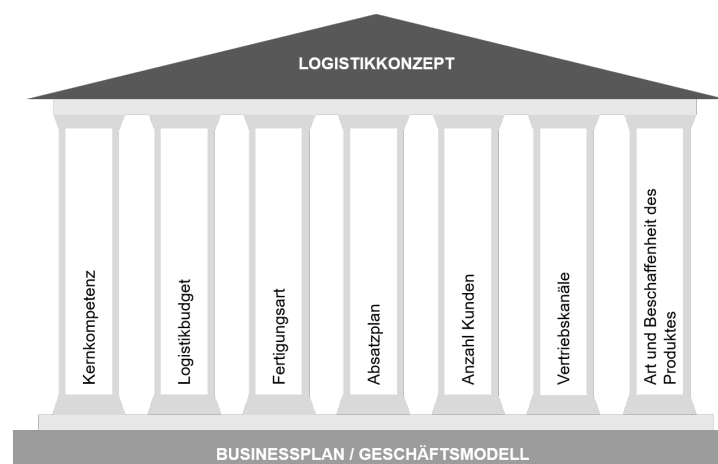 LOGISTIKKONZEPT
Kernkompetenz
Logistikbudget
Fertigungsart
Absatzplan
Anzahl Kunden
Vertriebskanäle
Art und Beschaffenheit des
Produktes
BUSINESSPLAN / GESCHÄFTSMODELL